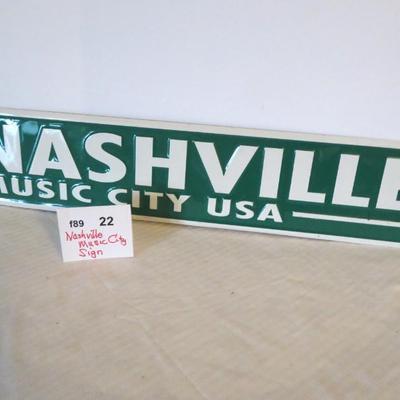 NASHVILLE
MUSIC CITY USA
f89 22
Nashville
Music City
Sign